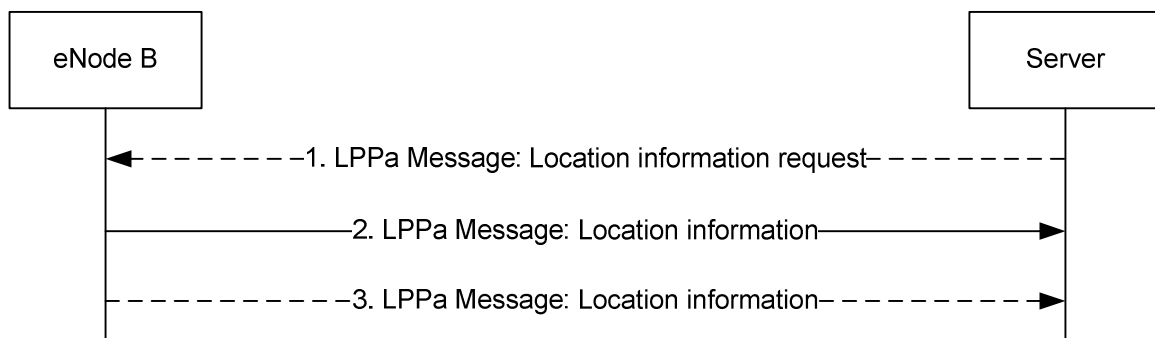 eNode B
Server
1. LPPa Message: Location information request
2. LPPa Message: Location information
3. LPPa Message: Location information